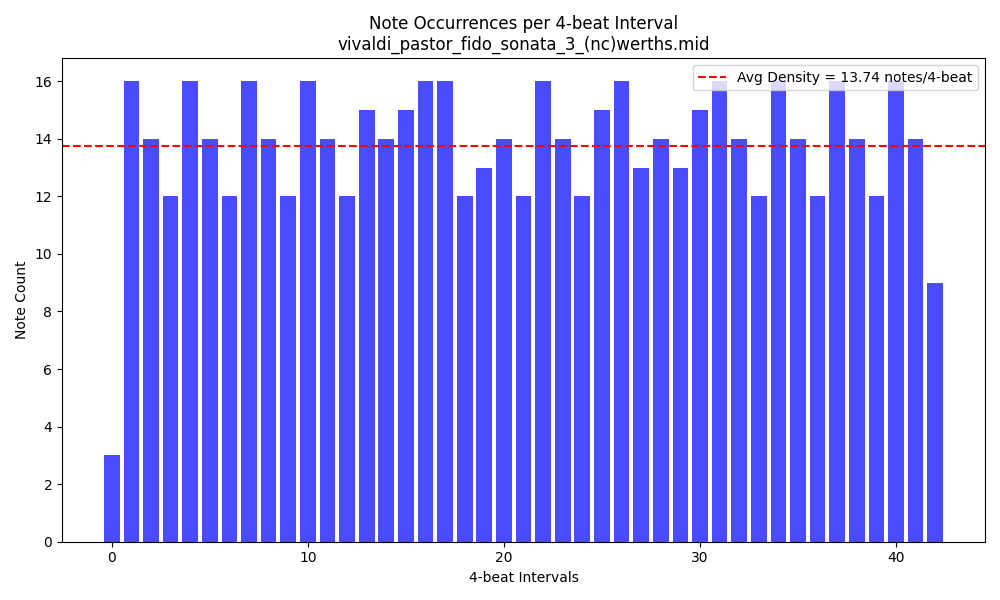 Note Occurrences per 4-beat Interval
vivaldi_pastor_fido_sonata_3_(nc)werths.mid
Avg Density = 13.74 notes/4-beat
16
14
12
10
8
6
4
2
0
Note Count
0 10 20 30 40
4-beat Intervals